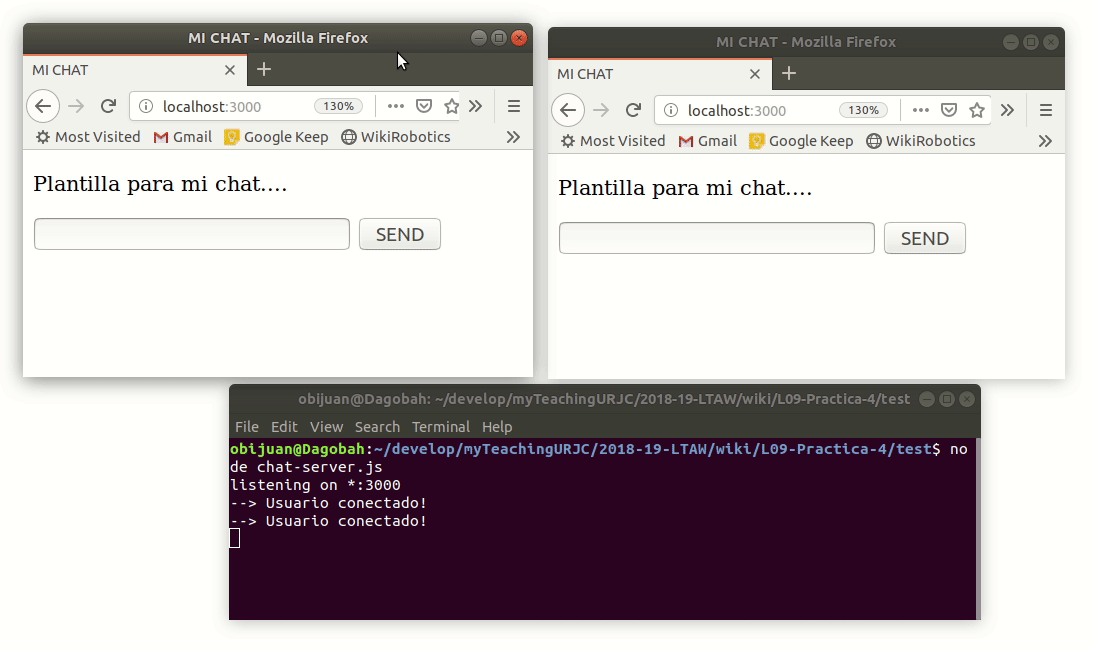 MI CHAT - Mozilla Firefox
MI CHAT
localhost:3000 130%
Most Visited Gmail Google Keep WikiRobotics
Plantilla para mi chat....
SEND
MI CHAT - Mozilla Firefox
MI CHAT
localhost:3000 130%
Most Visited Gmail Google Keep WikiRobotics
Plantilla para mi chat....
SEND
obijuan@Dagobah: ~/develop/myTeachingURJC/2018-19-LTAW/wiki/L09-Practica-4/test
File Edit View Search Terminal Help
obijuan@Dagobah:~/develop/myTeachingURJC/2018-19-LTAW/wiki/L09-Practica-4/test$ no
de chat-server.js
listening on *:3000
--> Usuario conectado!
--> Usuario conectado!